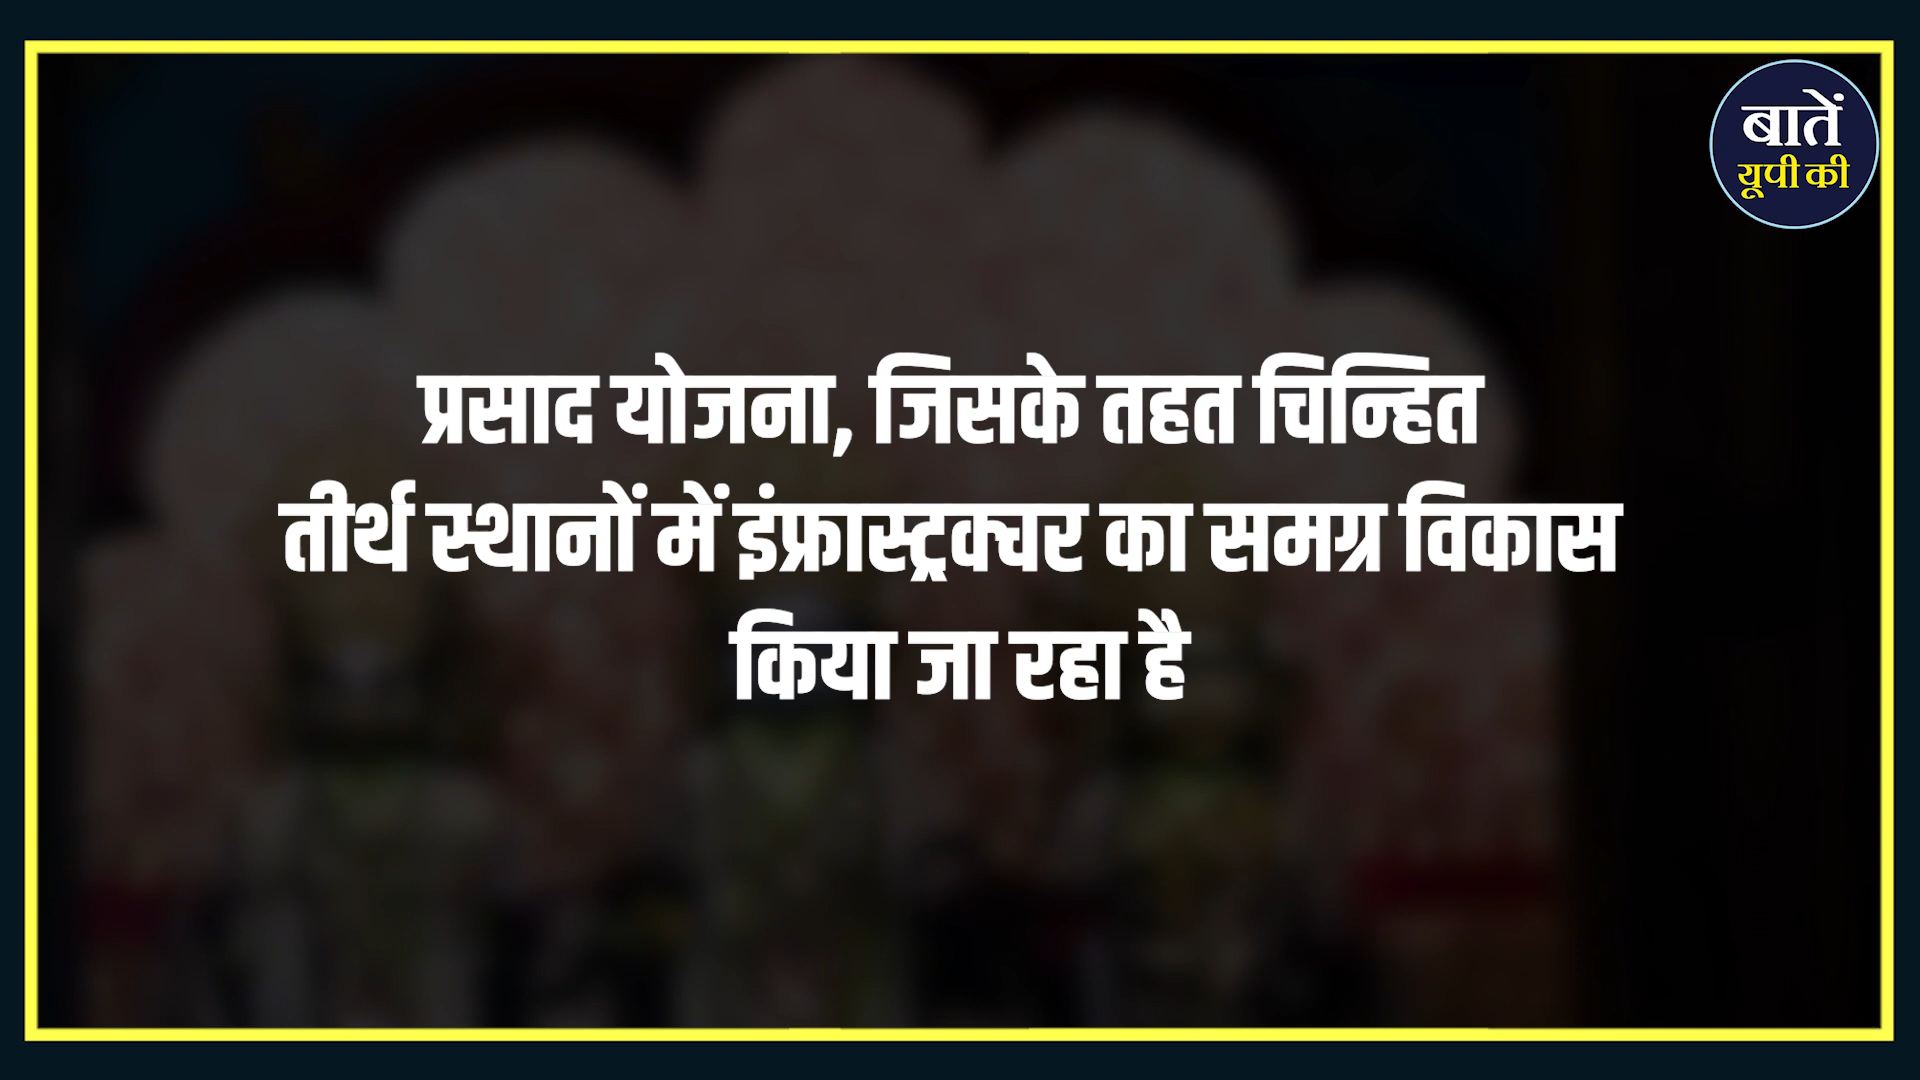 बातें
यूपी की
प्रसाद योजना, जिसके तहत चिन्हित
तीर्थ स्थानों में इंफ्रास्ट्रक्चर का समग्र विकास
किया जा रहा है